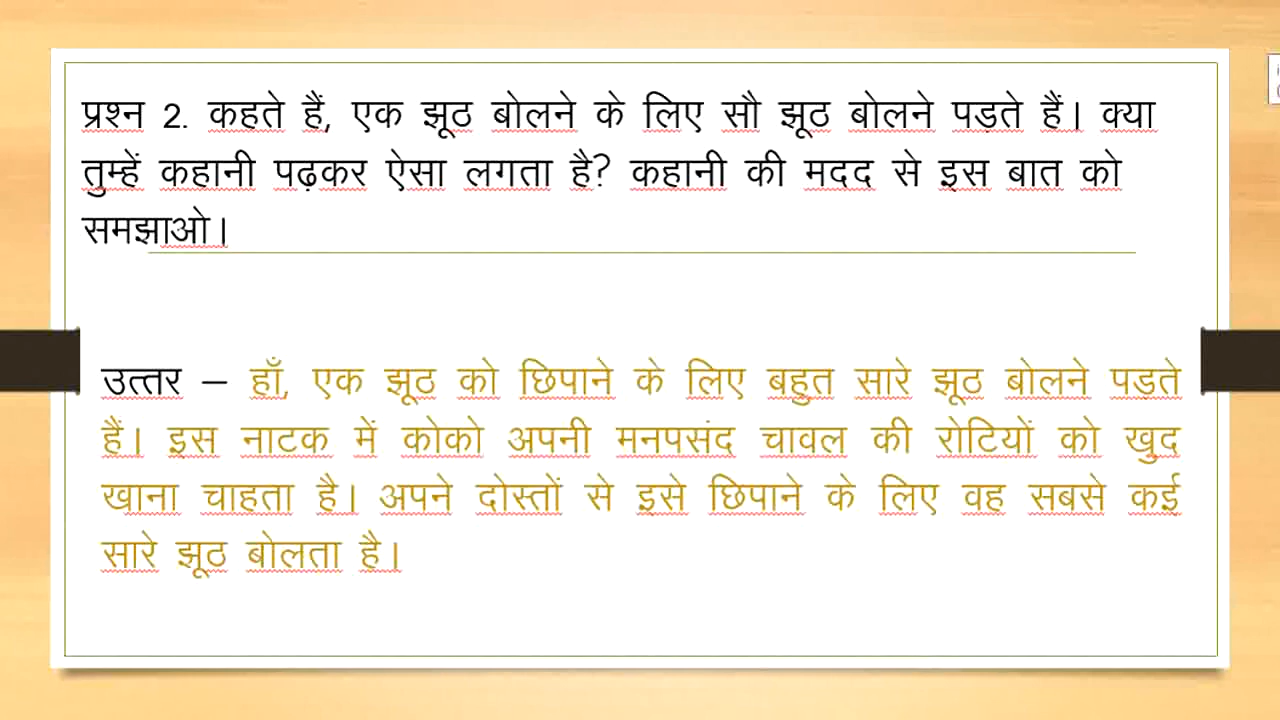 प्रश्न 2. कहते हैं, एक झूठ बोलने के लिए सौ झूठ बोलने पड़ते हैं। क्या
तुम्हें कहानी पढ़कर ऐसा लगता है? कहानी की मदद से इस बात को
समझाओ।
उत्तर – हाँ, एक झूठ को छिपाने के लिए बहुत सारे झूठ बोलने पडते
हैं। इस नाटक में कोको अपनी मनपसंद चावल की रोटियों को खुद
खाना चाहता है। अपने दोस्तों से इसे छिपाने के लिए वह सबसे कई
सारे झूठ बोलता है।